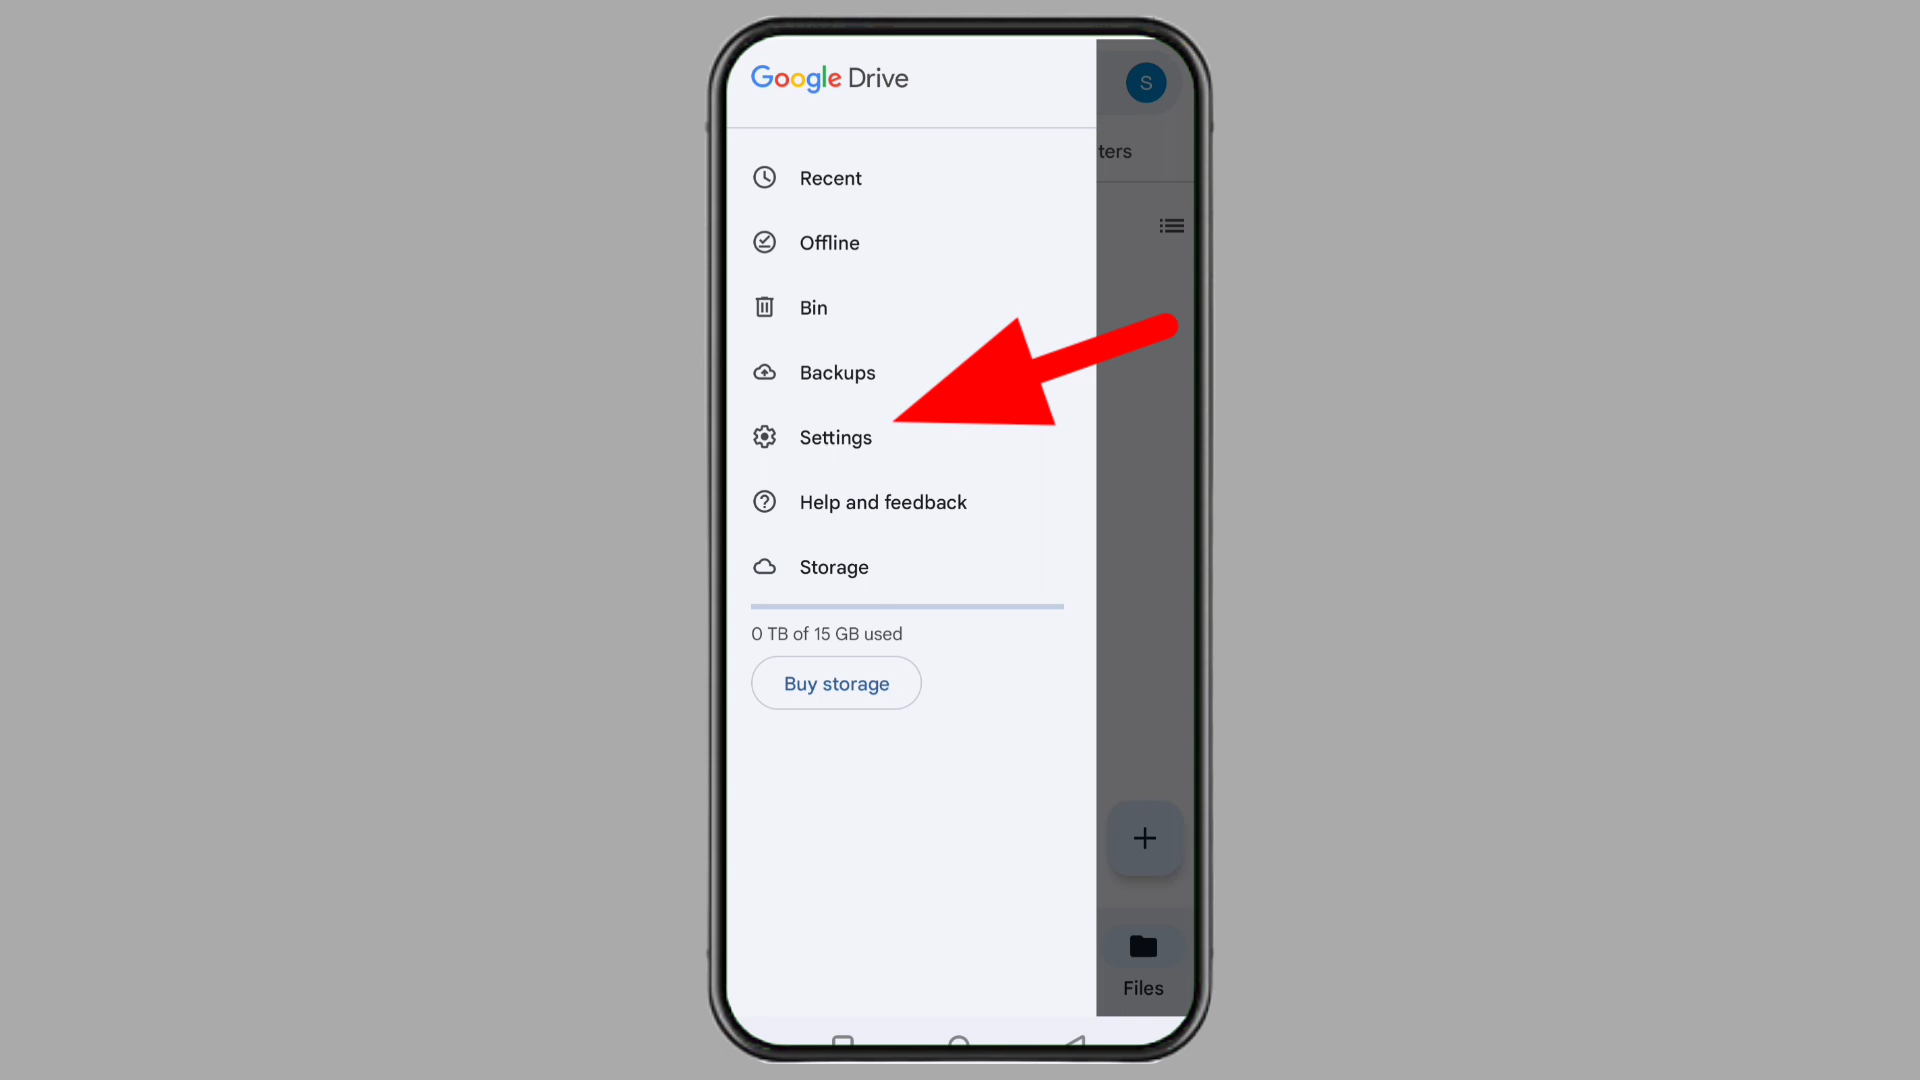 Google Drive
S
ters
Recent
Offline
Bin
Backups
Settings
Help and feedback
Storage
0 TB of 15 GB used
Buy storage
Files